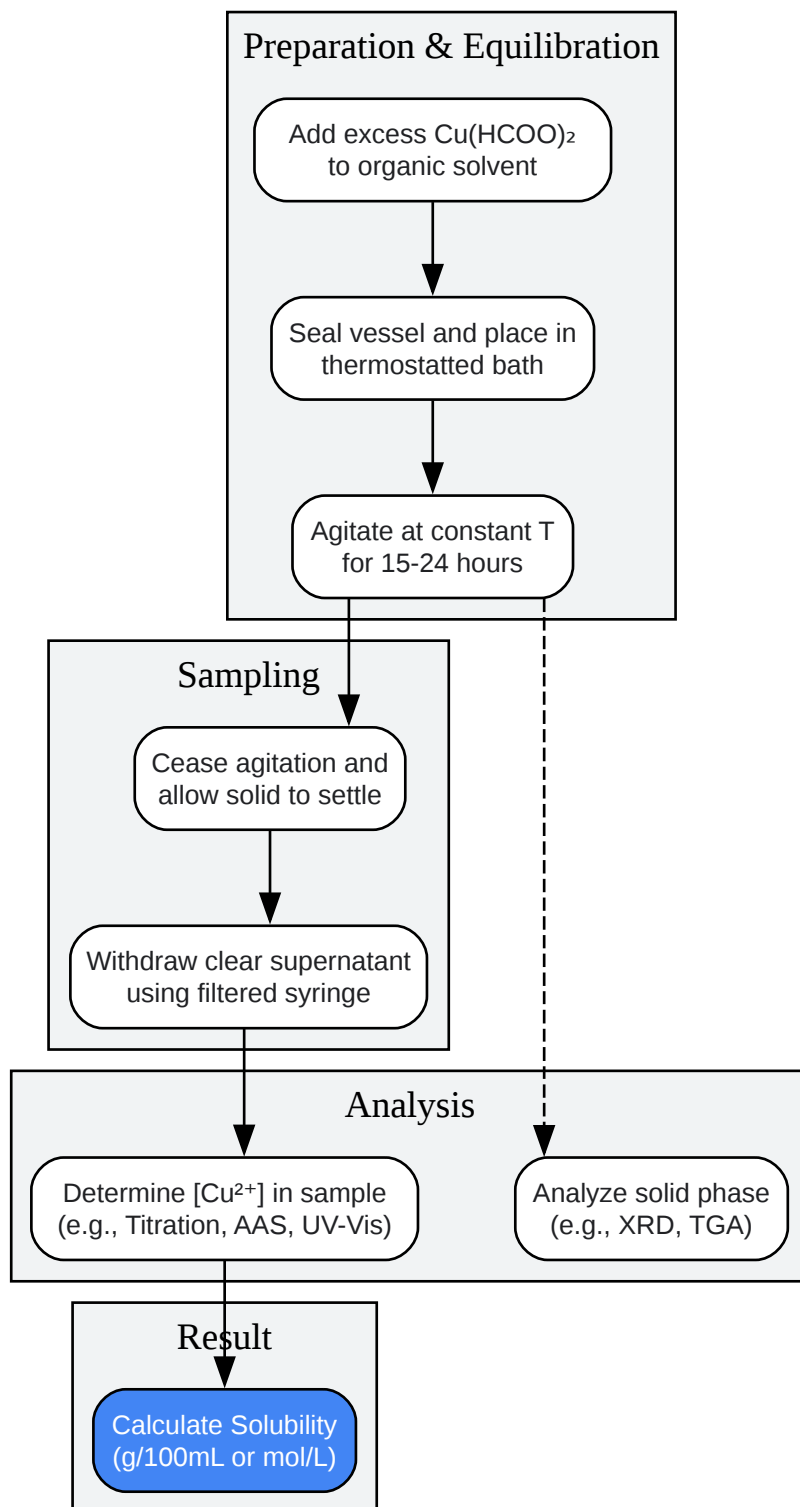 Preparation & Equilibration
Add excess Cu(HCOO)₂
to organic solvent
Seal vessel and place in
thermostatted bath
Agitate at constant T
for 15-24 hours
Sampling
Cease agitation and
allow solid to settle
Withdraw clear supernatant
using filtered syringe
Analysis
Determine [Cu²⁺] in sample
(e.g., Titration, AAS, UV-Vis)
Analyze solid phase
(e.g., XRD, TGA)
Result
Calculate Solubility
(g/100mL or mol/L)